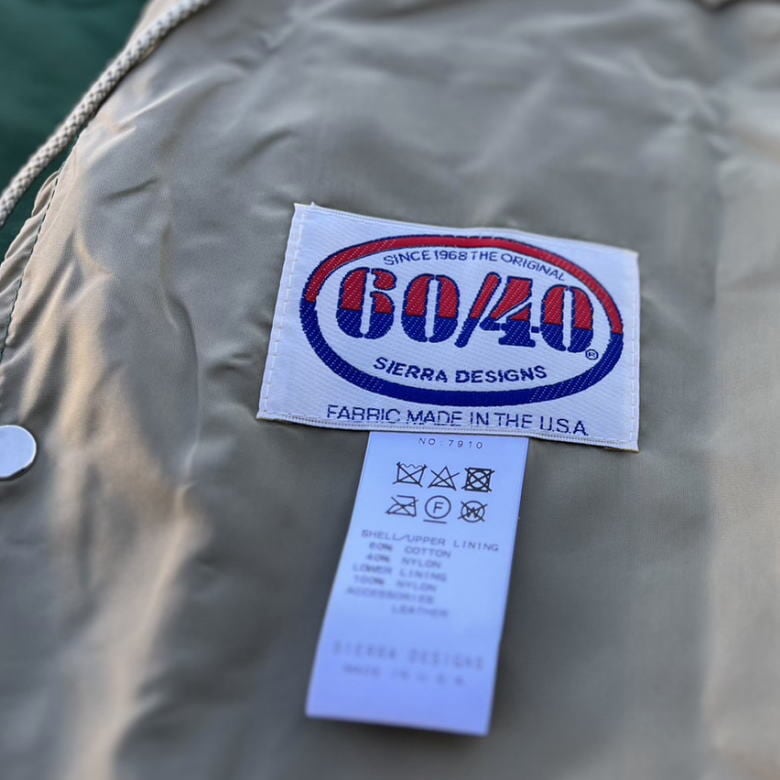 SINCE 1968 THE ORIGINAL
60/40
®
SIERRA DESIGNS
FABRIC MADE IN THE U.S.A.
NO:7910
F
W
SHELL/UPPER LINING
60% COTTON
40% NYLON
LOWER LINING
100% NYLON
ACCESSORIES
LEATHER
SIERRA DESIGNS
MADE IN U.S.A.